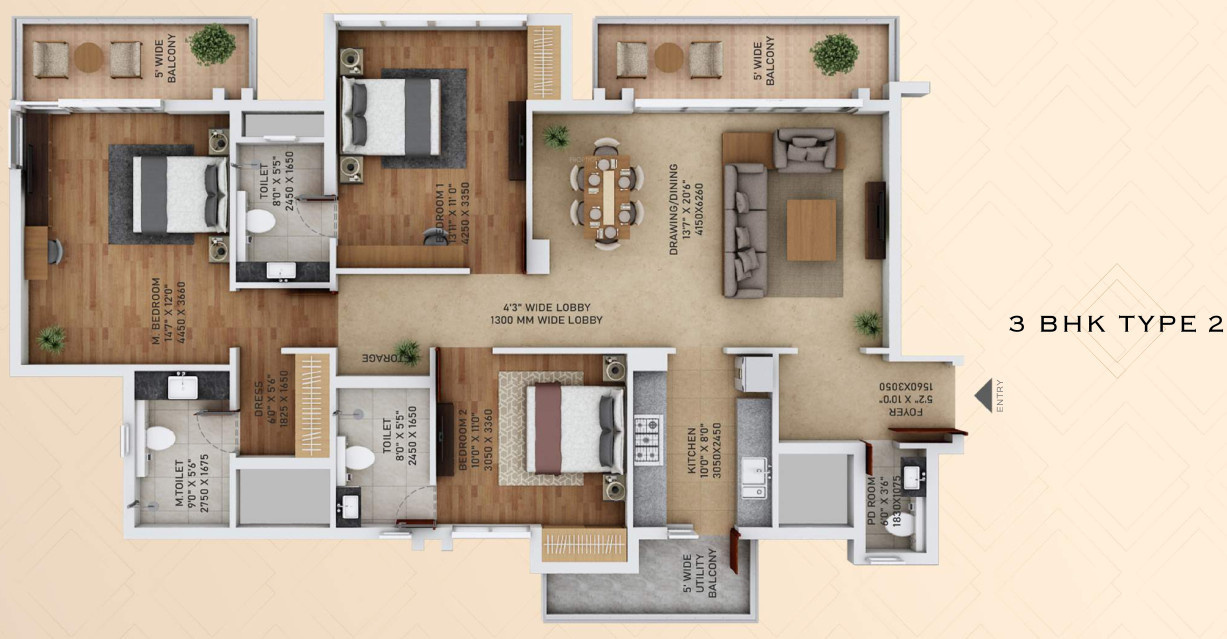 5' WIDE
BALCONY
5' WIDE
BALCONY
TOILET
8'0" X 5'5"
2450 X 1650
BEDROOM 1
13'11" X 11' 0"
4250 X 3350
DRAWING/DINING
13'7" X 20'6"
4150X6260
M. BEDROOM
14'7" X 12'0"
4450 X 3660
4'3" WIDE LOBBY
1300 MM WIDE LOBBY
3 BHK TYPE 2
STORAGE
DRESS
6'0" X 5'6"
1825 X 1650
TOILET
8'0" X 5'5"
2450 X 1650
BEDROOM 2
10'0" X 11'0"
3050 X 3360
KITCHEN
10'0" X 8'0"
3050X2450
FOYER
5'2" X 10'0"
1560X3050
ENTRY
M.TOILET
9'0" X 5'6"
2750 X 1675
PD ROOM
6'0" X 3'6"
1830X1075
5' WIDE
UTILITY
BALCONY